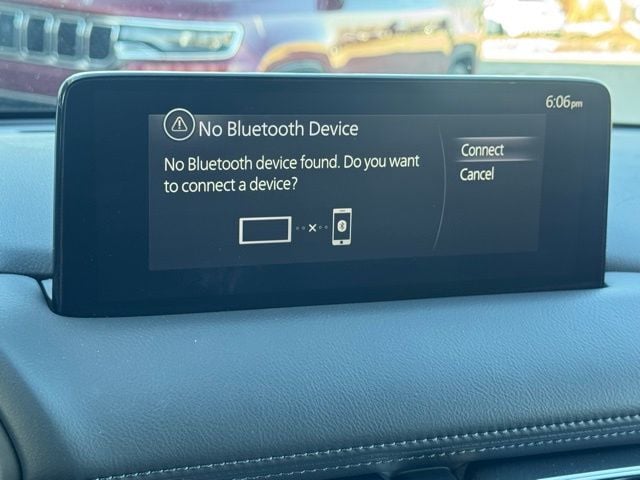 6:06pm
No Bluetooth Device
No Bluetooth device found. Do you want
to connect a device?
Connect
Cancel